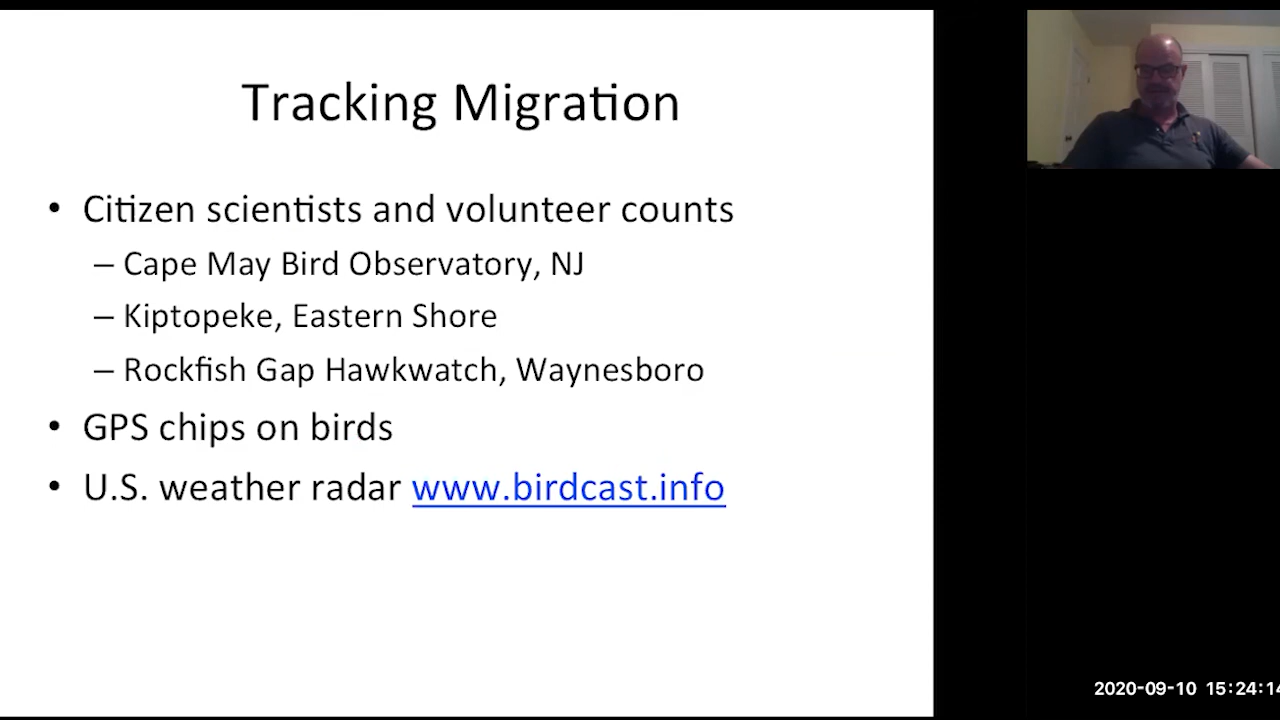 Tracking Migration
• Citizen scientists and volunteer counts
– Cape May Bird Observatory, NJ
– Kiptopeke, Eastern Shore
– Rockfish Gap Hawkwatch, Waynesboro
• GPS chips on birds
• U.S. weather radar www.birdcast.info
2020-09-10 15:24:14